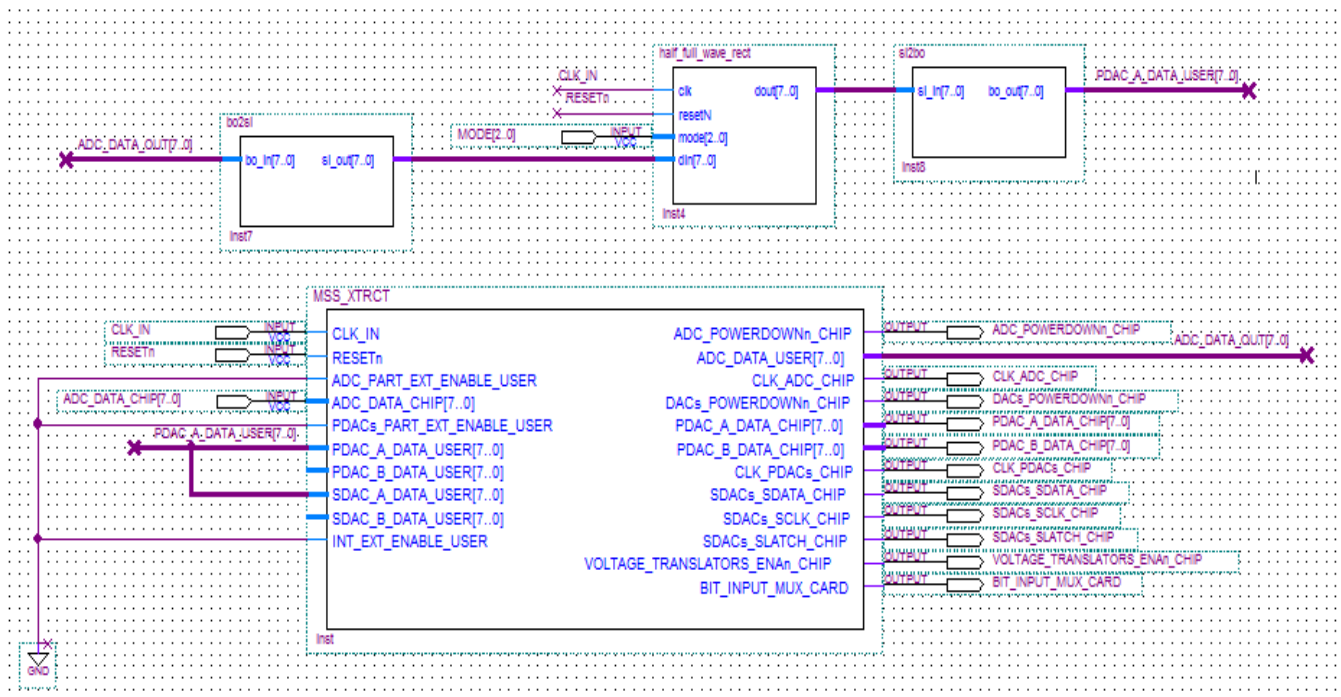 half_full_wave_rect
sl2bo
CLK_IN
RESETn
clk
resetN
mode[2..0]
din[7..0]
dout[7..0]
MODE[2..0]
INPUT
VCC
inst4
sl_in[7..0]
bo_out[7..0]
PDAC_A_DATA_USER[7..0]
inst8
bo2sl
ADC_DATA_OUT[7..0]
bo_in[7..0]
sl_out[7..0]
inst7
MSS_XTRCT
CLK_IN
INPUT
VCC
CLK_IN
RESETn
INPUT
VCC
RESETn
ADC_PART_EXT_ENABLE_USER
ADC_DATA_CHIP[7..0]
INPUT
VCC
ADC_DATA_CHIP[7..0]
PDACs_PART_EXT_ENABLE_USER
PDAC_A_DATA_USER[7..0]
PDAC_A_DATA_USER[7..0]
PDAC_B_DATA_USER[7..0]
SDAC_A_DATA_USER[7..0]
SDAC_B_DATA_USER[7..0]
INT_EXT_ENABLE_USER
ADC_POWERDOWNn_CHIP
OUTPUT
ADC_POWERDOWNn_CHIP
ADC_DATA_USER[7..0]
ADC_DATA_OUT[7..0]
CLK_ADC_CHIP
OUTPUT
CLK_ADC_CHIP
DACs_POWERDOWNn_CHIP
OUTPUT
DACs_POWERDOWNn_CHIP
PDAC_A_DATA_CHIP[7..0]
OUTPUT
PDAC_A_DATA_CHIP[7..0]
PDAC_B_DATA_CHIP[7..0]
OUTPUT
PDAC_B_DATA_CHIP[7..0]
CLK_PDACs_CHIP
OUTPUT
CLK_PDACs_CHIP
SDACs_SDATA_CHIP
OUTPUT
SDACs_SDATA_CHIP
SDACs_SCLK_CHIP
OUTPUT
SDACs_SCLK_CHIP
SDACs_SLATCH_CHIP
OUTPUT
SDACs_SLATCH_CHIP
VOLTAGE_TRANSLATORS_ENAn_CHIP
OUTPUT
VOLTAGE_TRANSLATORS_ENAn_CHIP
BIT_INPUT_MUX_CARD
OUTPUT
BIT_INPUT_MUX_CARD
inst
GND